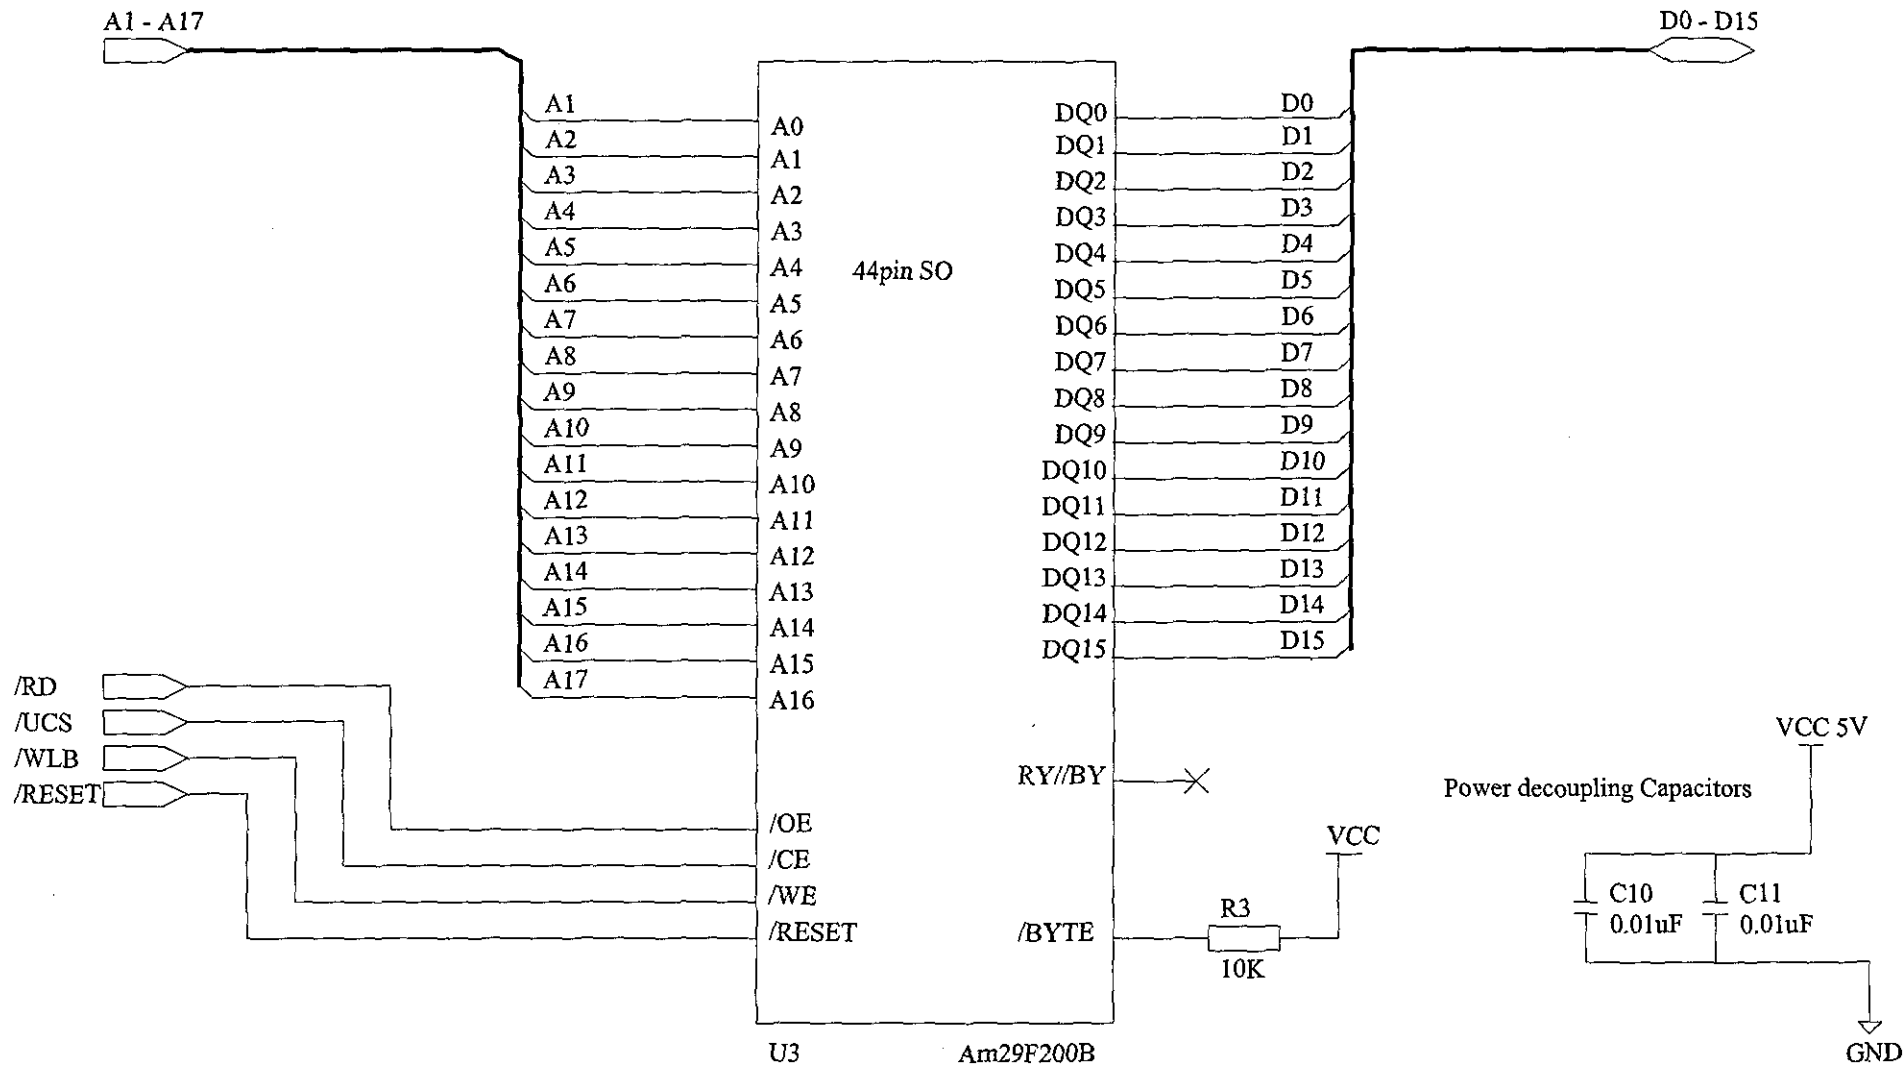 A1 - A17
D0 - D15
A1
A0
DQ0
D0
A2
A1
DQ1
D1
A3
A2
DQ2
D2
A4
A3
DQ3
D3
A5
A4
44pin SO
DQ4
D4
A6
A5
DQ5
D5
A7
A6
DQ6
D6
A8
A7
DQ7
D7
A9
A8
DQ8
D8
A10
A9
DQ9
D9
A11
A10
DQ10
D10
A12
A11
DQ11
D11
A13
A12
DQ12
D12
A14
A13
DQ13
D13
A15
A14
DQ14
D14
A16
A15
DQ15
D15
A17
A16
/RD
/UCS
/WLB
/RESET
RY//BY
/OE
/CE
/WE
/RESET
/BYTE
R3
10K
VCC
VCC 5V
Power decoupling Capacitors
C10
0.01uF
C11
0.01uF
GND
U3
Am29F200B